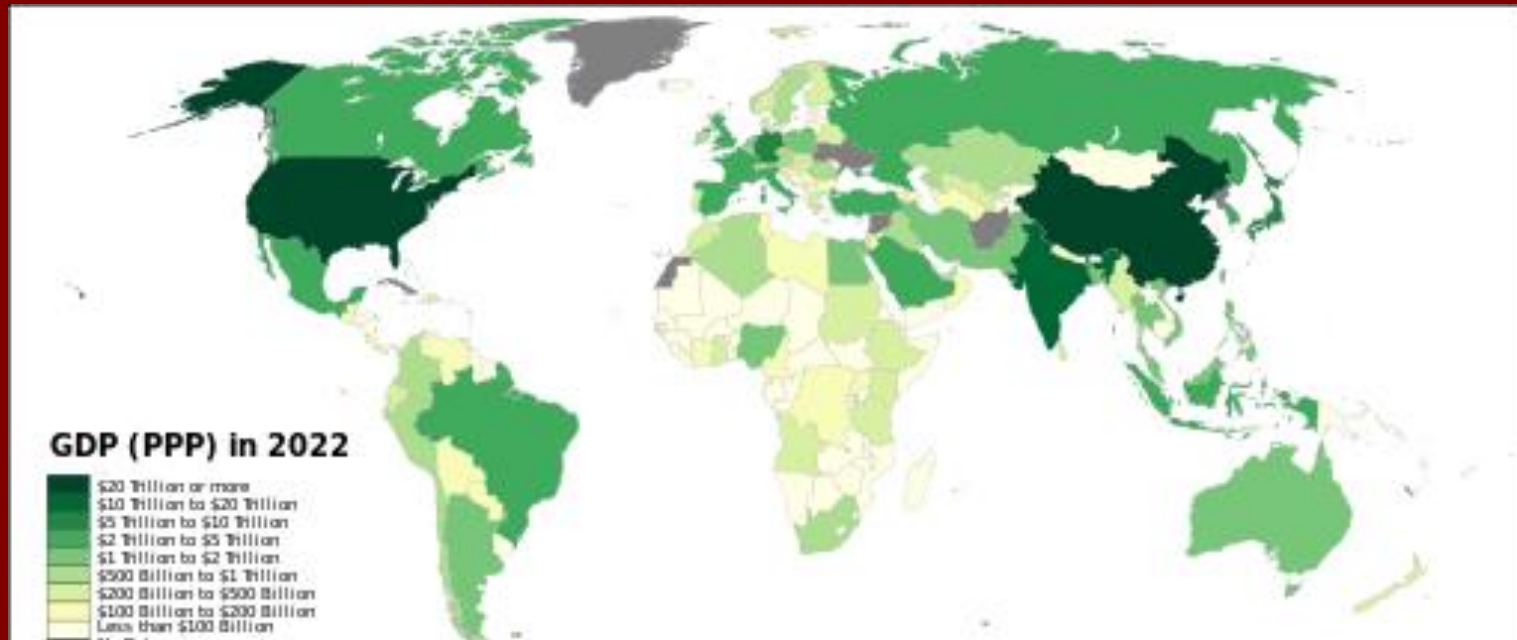 GDP (PPP) in 2022
$20 Trillion or more
$10 Trillion to $20 Trillion
$5 Trillion to $10 Trillion
$2 Trillion to $5 Trillion
$1 Trillion to $2 Trillion
$500 Billion to $1 Trillion
$200 Billion to $500 Billion
$100 Billion to $200 Billion
Less than $100 Billion